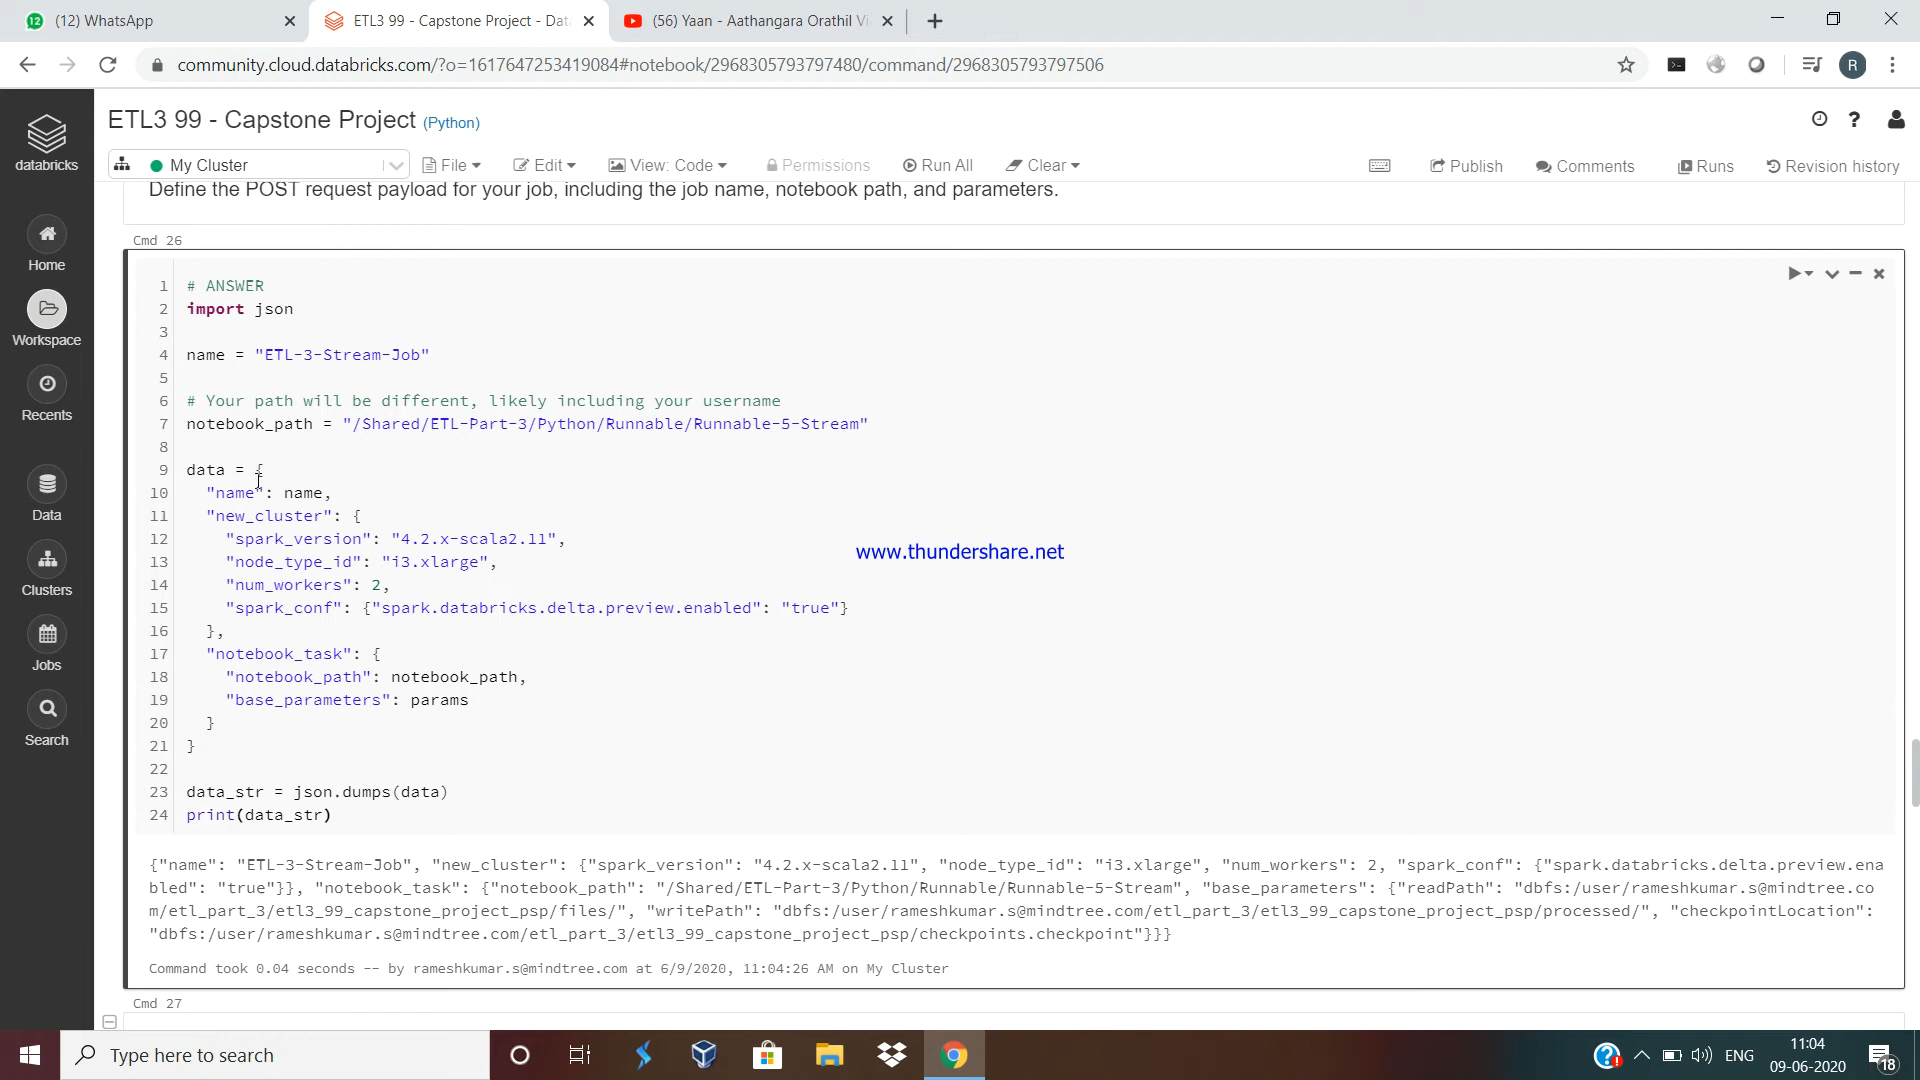 (12) WhatsApp
ETL3 99 - Capstone Project - Dat
(56) Yaan - Aathangara Orathil Vi
community.cloud.databricks.com/?o=1617647253419084#notebook/2968305793797480/command/2968305793797506
R
databricks
Home
Workspace
Recents
Data
Clusters
Jobs
Search
ETL3 99 - Capstone Project (Python)
My Cluster
File
Edit
View: Code
Permissions
Run All
Clear
Publish
Comments
Runs
Revision history
Define the POST request payload for your job, including the job name, notebook path, and parameters.
Cmd 26
1 # ANSWER
2 import json
3
4 name = "ETL-3-Stream-Job"
5
6 # Your path will be different, likely including your username
7 notebook_path = "/Shared/ETL-Part-3/Python/Runnable/Runnable-5-Stream"
8
9 data = {
10 "name": name,
11 "new_cluster": {
12 "spark_version": "4.2.x-scala2.11",
13 "node_type_id": "i3.xlarge",
14 "num_workers": 2,
15 "spark_conf": {"spark.databricks.delta.preview.enabled": "true"}
16 },
17 "notebook_task": {
18 "notebook_path": notebook_path,
19 "base_parameters": params
20 }
21 }
22
23 data_str = json.dumps(data)
24 print(data_str)
www.thundershare.net
{"name": "ETL-3-Stream-Job", "new_cluster": {"spark_version": "4.2.x-scala2.11", "node_type_id": "i3.xlarge", "num_workers": 2, "spark_conf": {"spark.databricks.delta.preview.ena
bled": "true"}}, "notebook_task": {"notebook_path": "/Shared/ETL-Part-3/Python/Runnable/Runnable-5-Stream", "base_parameters": {"readPath": "dbfs:/user/rameshkumar.s@mindtree.co
m/etl_part_3/etl3_99_capstone_project_psp/files/", "writePath": "dbfs:/user/rameshkumar.s@mindtree.com/etl_part_3/etl3_99_capstone_project_psp/processed/", "checkpointLocation":
"dbfs:/user/rameshkumar.s@mindtree.com/etl_part_3/etl3_99_capstone_project_psp/checkpoints.checkpoint"}}}
Command took 0.04 seconds -- by rameshkumar.s@mindtree.com at 6/9/2020, 11:04:26 AM on My Cluster
Cmd 27
Type here to search
ENG
11:04
09-06-2020
18